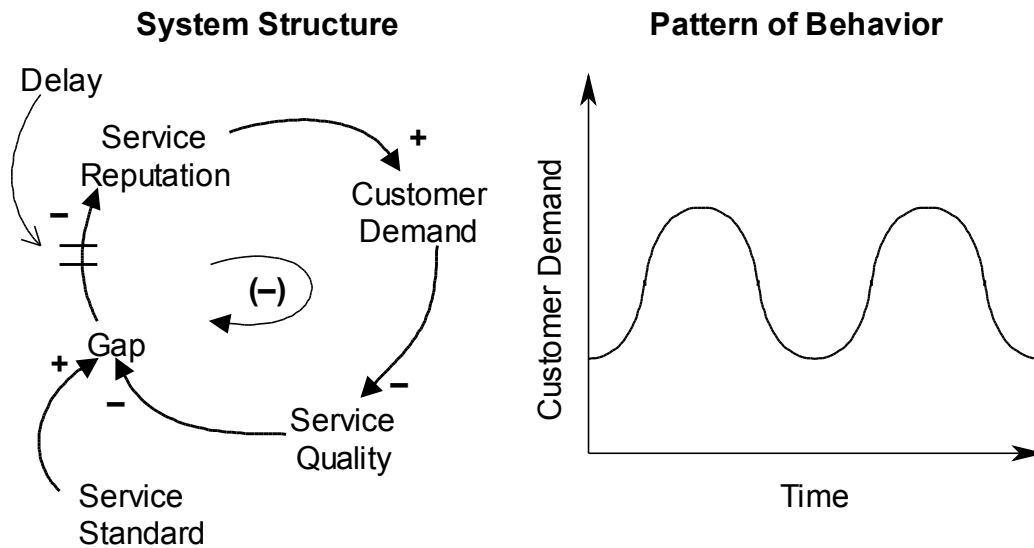 System Structure
Pattern of Behavior
Delay
Service
Reputation
+
Customer
Demand
–
(–)
Gap
+
–
–
Service
Quality
Service
Standard
Customer Demand
Time